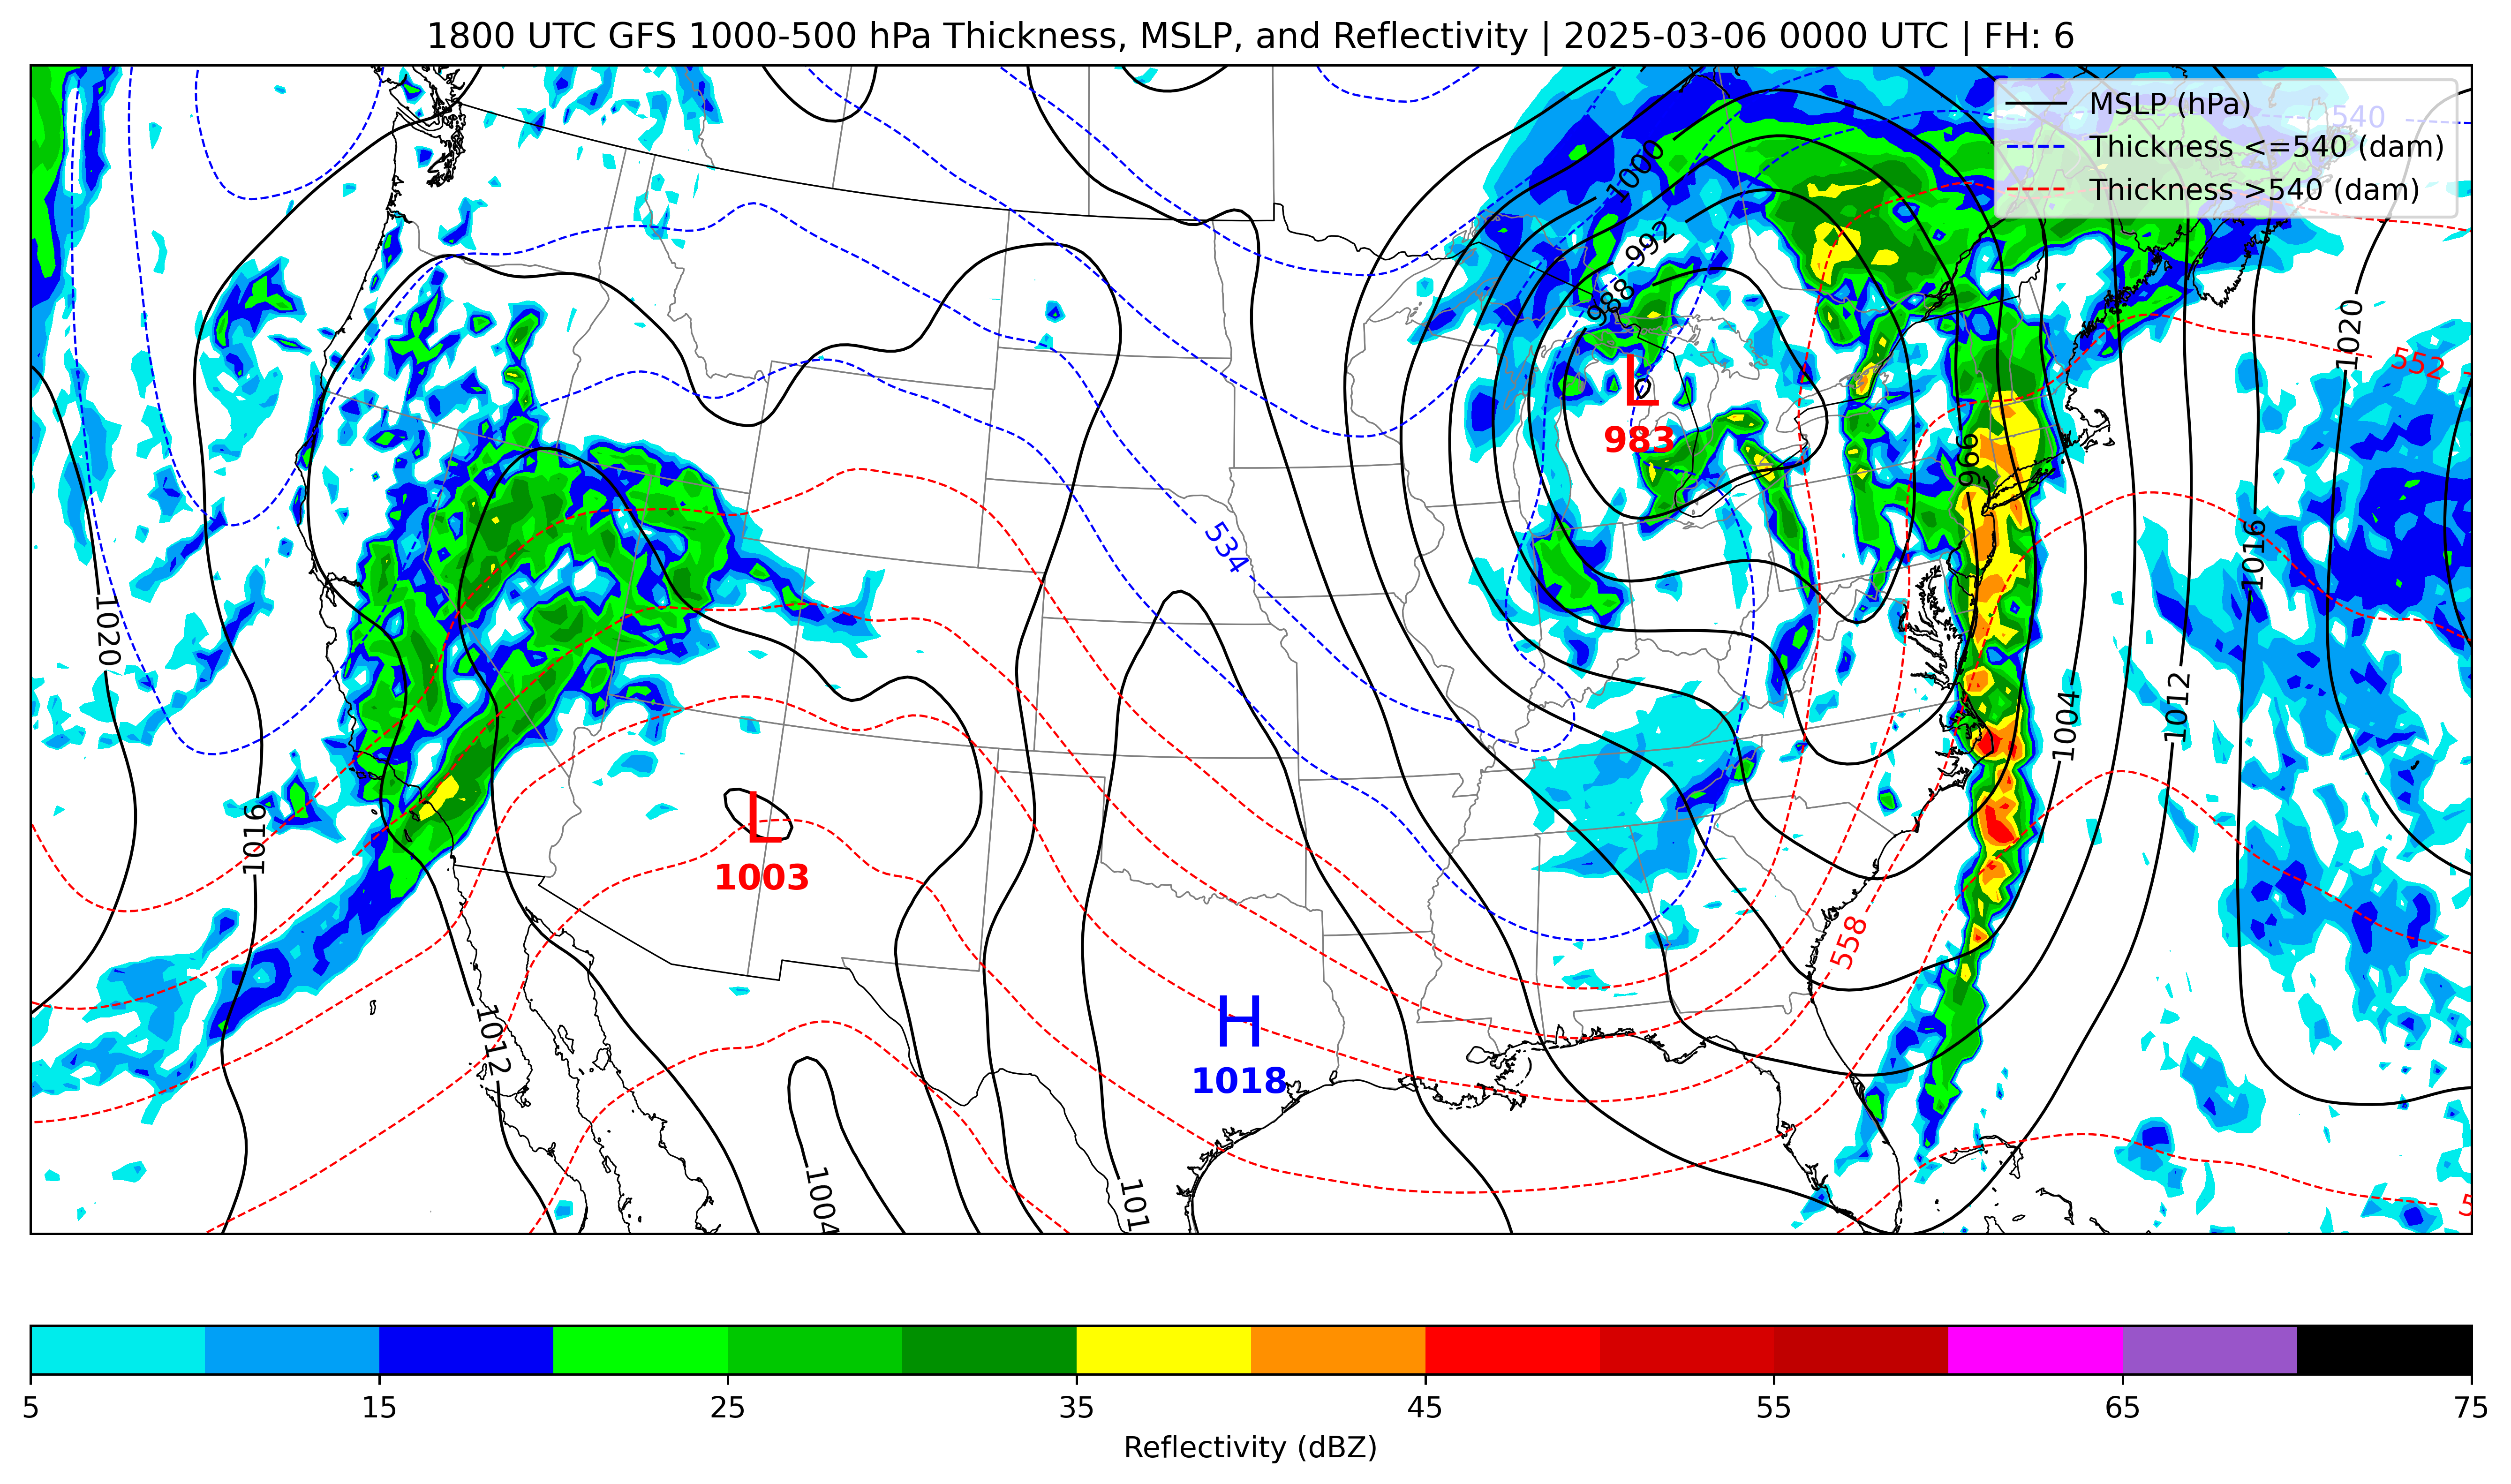 1800 UTC GFS 1000-500 hPa Thickness, MSLP, and Reflectivity | 2025-03-06 0000 UTC | FH: 6
MSLP (hPa)
Thickness <=540 (dam)
Thickness >540 (dam)
540
1000
992
988
L
983
996
1020
552
534
1016
1020
1012
1004
1016
L
1003
558
H
1018
1012
1004
101
5
5 15 25 35 45 55 65 75
Reflectivity (dBZ)